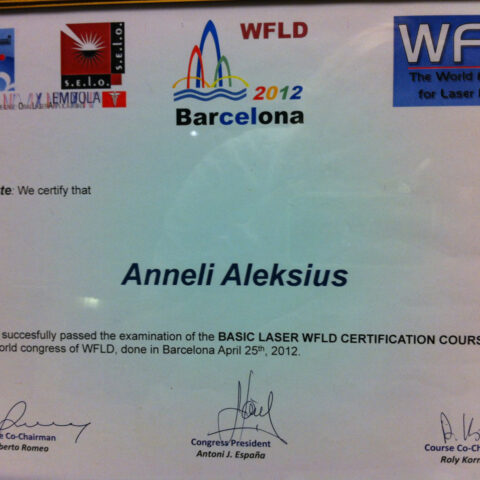 WFLD
WF
s.e.l.o.
s.e.l.o.
The World
for Laser
LEMBOLA
2012
Barcelona
te: We certify that
Anneli Aleksius
succesfully passed the examination of the BASIC LASER WFLD CERTIFICATION COURS
orld congress of WFLD, done in Barcelona April 25th, 2012.
e Co-Chairman
Congress President
Course Co-Ch
berto Romeo
Antoni J. España
Roly Korn